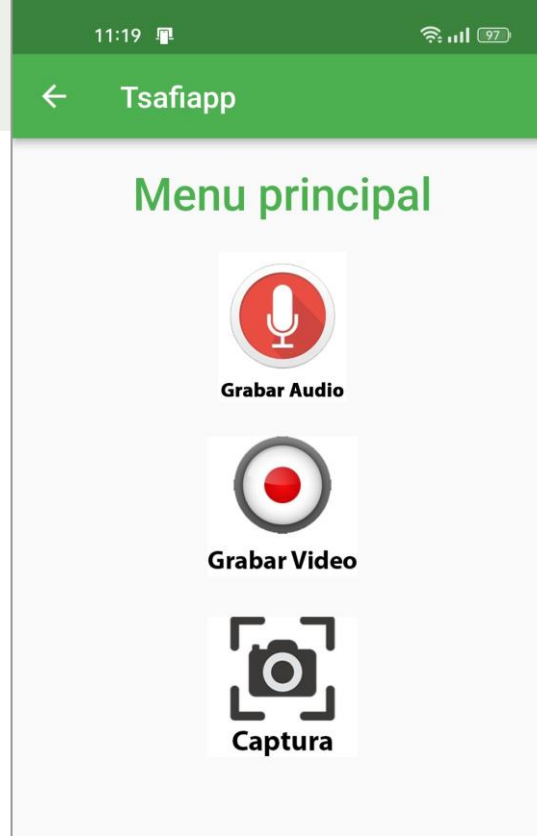 11:19
97
Tsafiapp
Menu principal
Grabar Audio
Grabar Video
Captura